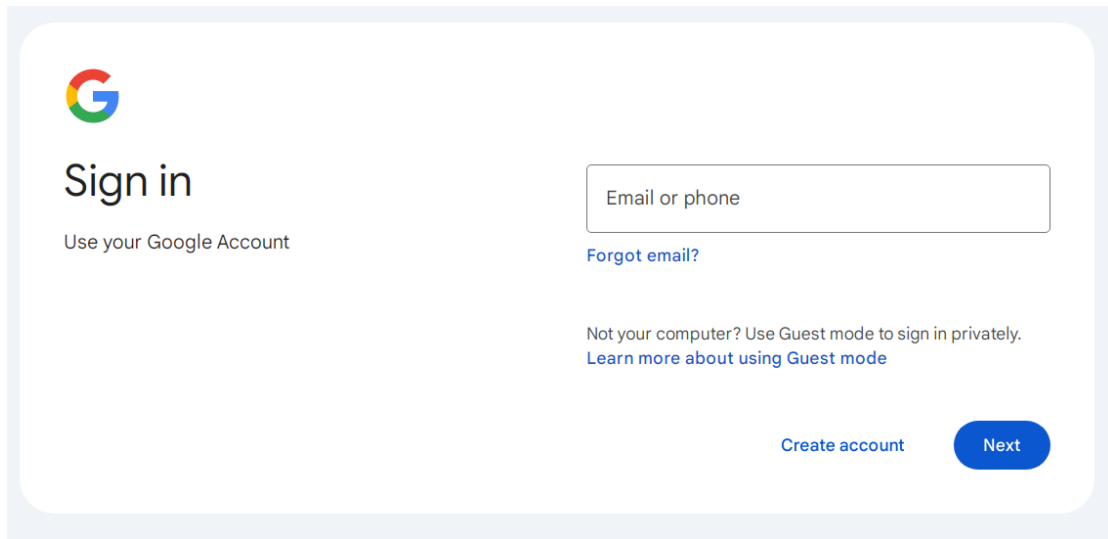 Sign in
Use your Google Account
Email or phone
Forgot email?
Not your computer? Use Guest mode to sign in privately.
Learn more about using Guest mode
Create account
Next